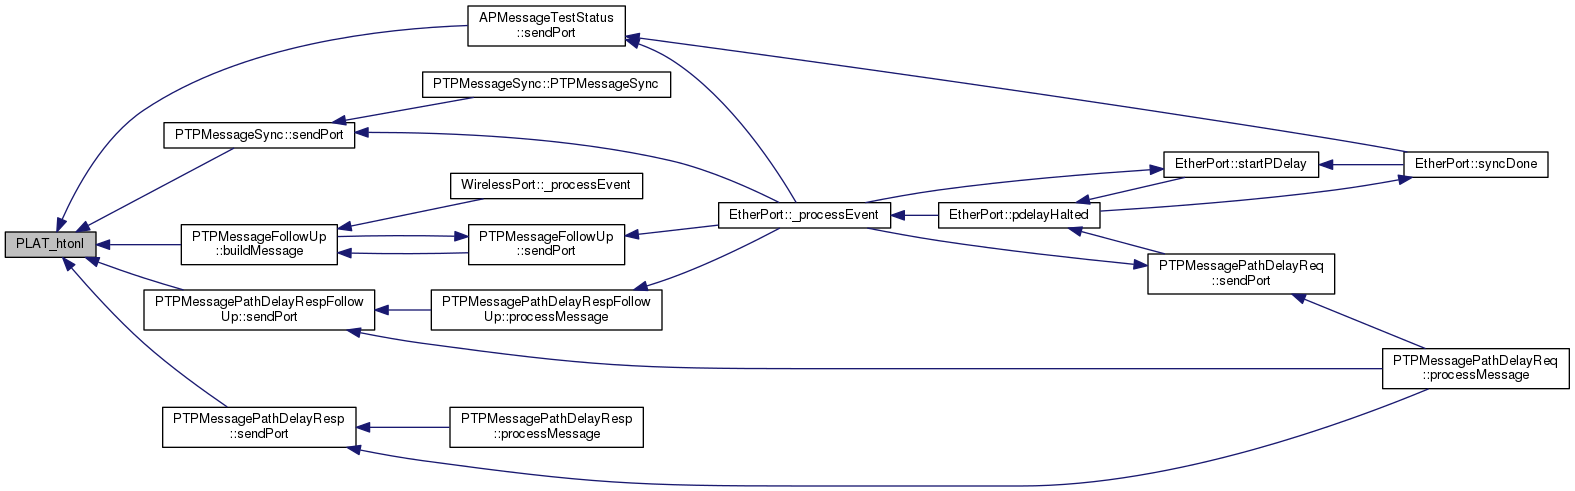 APMessageTestStatus
::sendPort
PTPMessageSync::PTPMessageSync
PTPMessageSync::sendPort
EtherPort::startPDelay
EtherPort::syncDone
WirelessPort::_processEvent
EtherPort::_processEvent
EtherPort::pdelayHalted
PLAT_htonl
PTPMessageFollowUp
::buildMessage
PTPMessageFollowUp
::sendPort
PTPMessagePathDelayReq
::sendPort
PTPMessagePathDelayRespFollow
Up::sendPort
PTPMessagePathDelayRespFollow
Up::processMessage
PTPMessagePathDelayReq
::processMessage
PTPMessagePathDelayResp
::sendPort
PTPMessagePathDelayResp
::processMessage